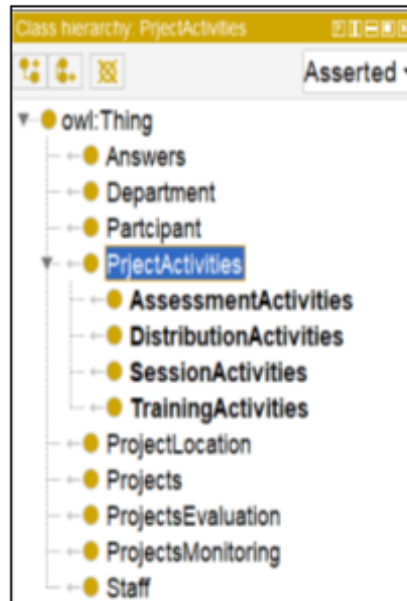 Class hierarchy: PrjectActivities
Asserted
owl:Thing
Answers
Department
Partcipant
PrjectActivities
AssessmentActivities
DistributionActivities
SessionActivities
TrainingActivities
ProjectLocation
Projects
ProjectsEvaluation
ProjectsMonitoring
Staff